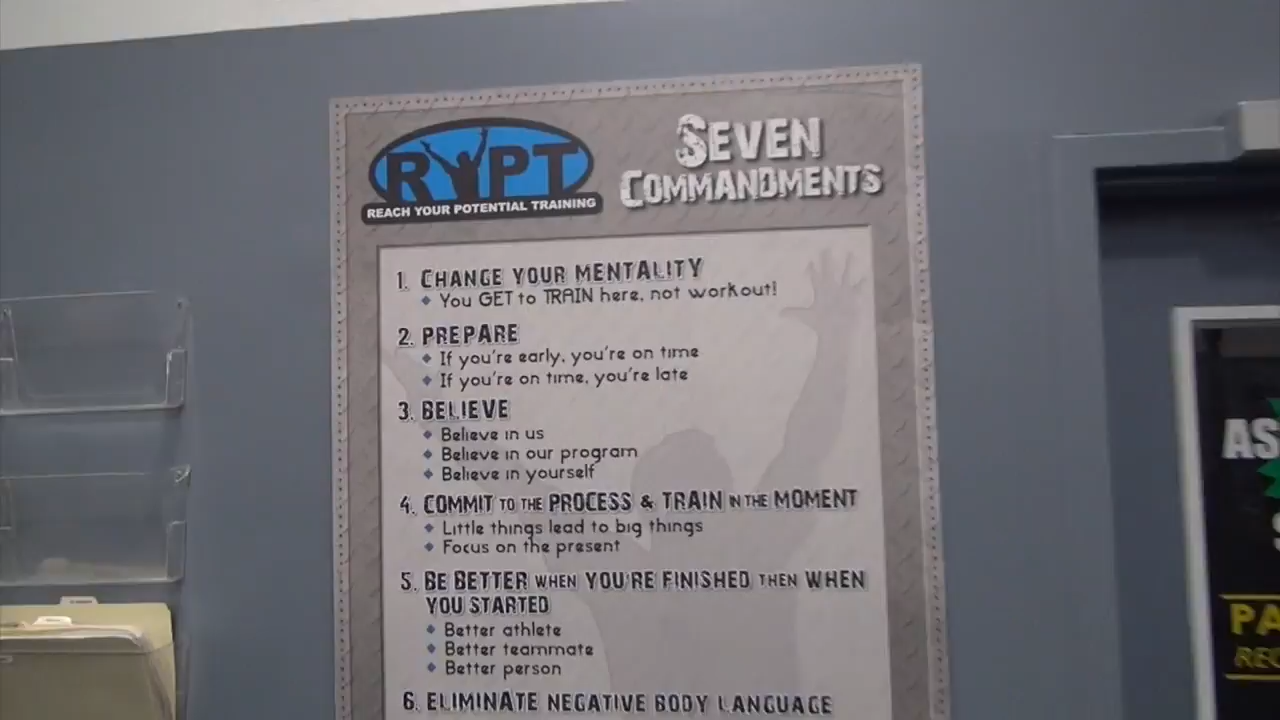 RYPT
REACH YOUR POTENTIAL TRAINING
SEVEN
COMMANDMENTS
1. CHANGE YOUR MENTALITY
You GET to TRAIN here, not workout!
2. PREPARE
If you're early, you're on time
If you're on time, you're late
3. BELIEVE
Believe in us
Believe in our program
Believe in yourself
4. COMMIT TO THE PROCESS & TRAIN IN THE MOMENT
Little things lead to big things
Focus on the present
5. BE BETTER WHEN YOU'RE FINISHED THEN WHEN
YOU STARTED
Better athlete
Better teammate
Better person
6. ELIMINATE NEGATIVE BODY LANGUAGE
AS
PA